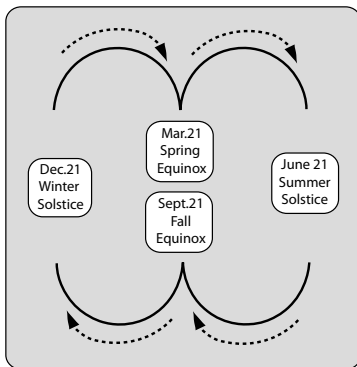 Mar.21
Spring
Equinox
Dec.21
Winter
Solstice
June 21
Summer
Solstice
Sept.21
Fall
Equinox